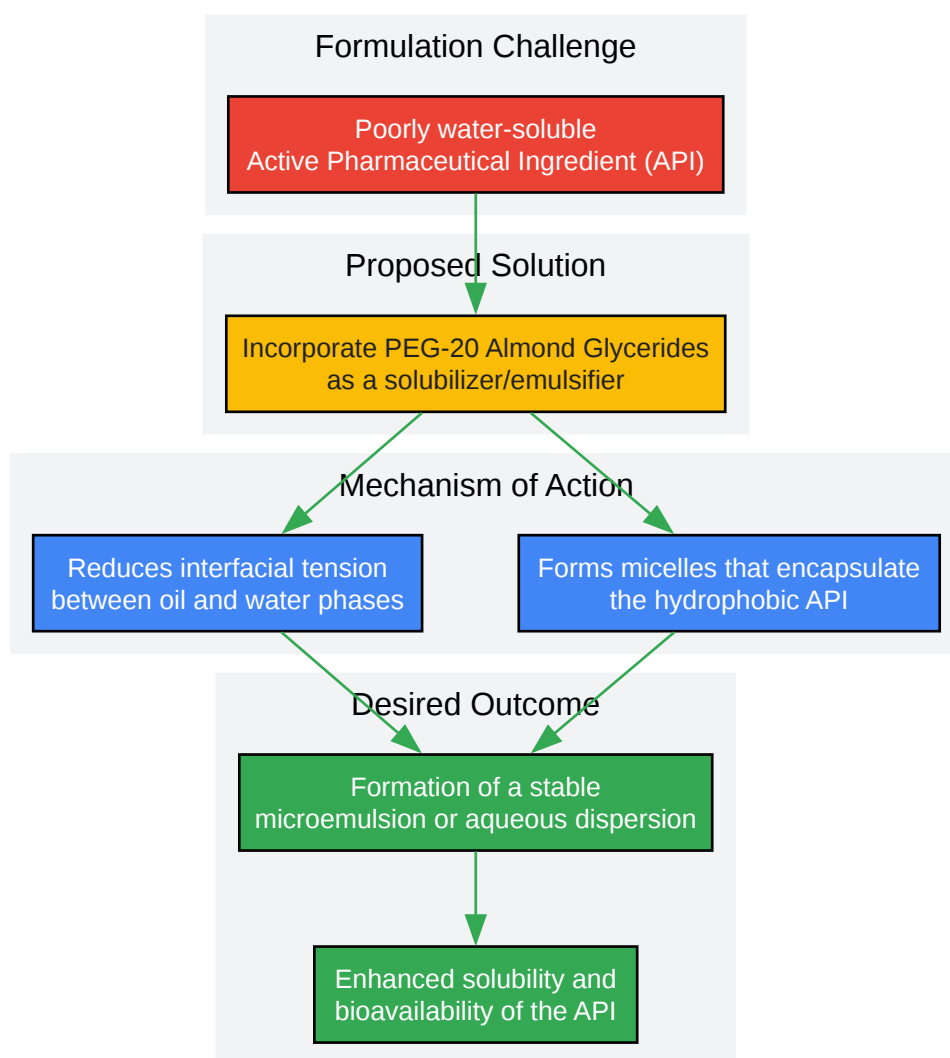 Formulation Challenge
Poorly water-soluble
Active Pharmaceutical Ingredient (API)
Proposed Solution
Incorporate PEG-20 Almond Glycerides
as a solubilizer/emulsifier
Mechanism of Action
Reduces interfacial tension
between oil and water phases
Forms micelles that encapsulate
the hydrophobic API
Desired Outcome
Formation of a stable
microemulsion or aqueous dispersion
Enhanced solubility and
bioavailability of the API